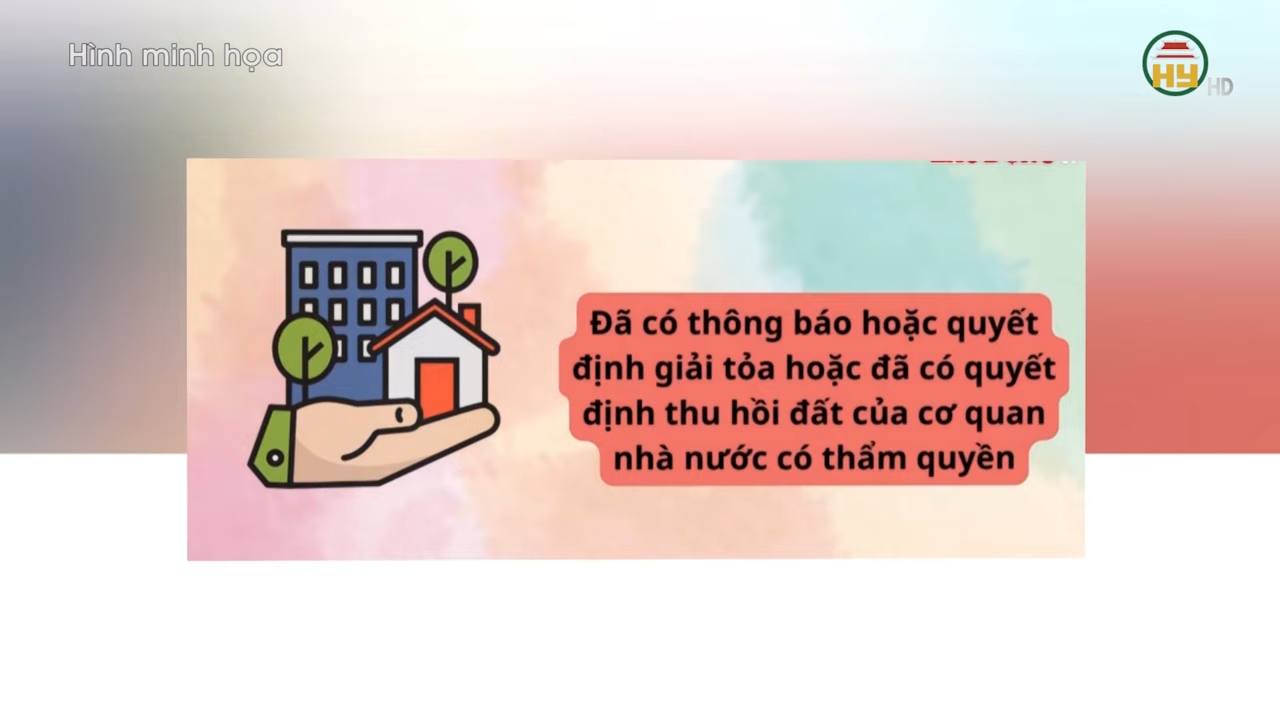 Hình minh họa
HY HD
Đã có thông báo hoặc quyết
định giải tỏa hoặc đã có quyết
định thu hồi đất của cơ quan
nhà nước có thẩm quyền